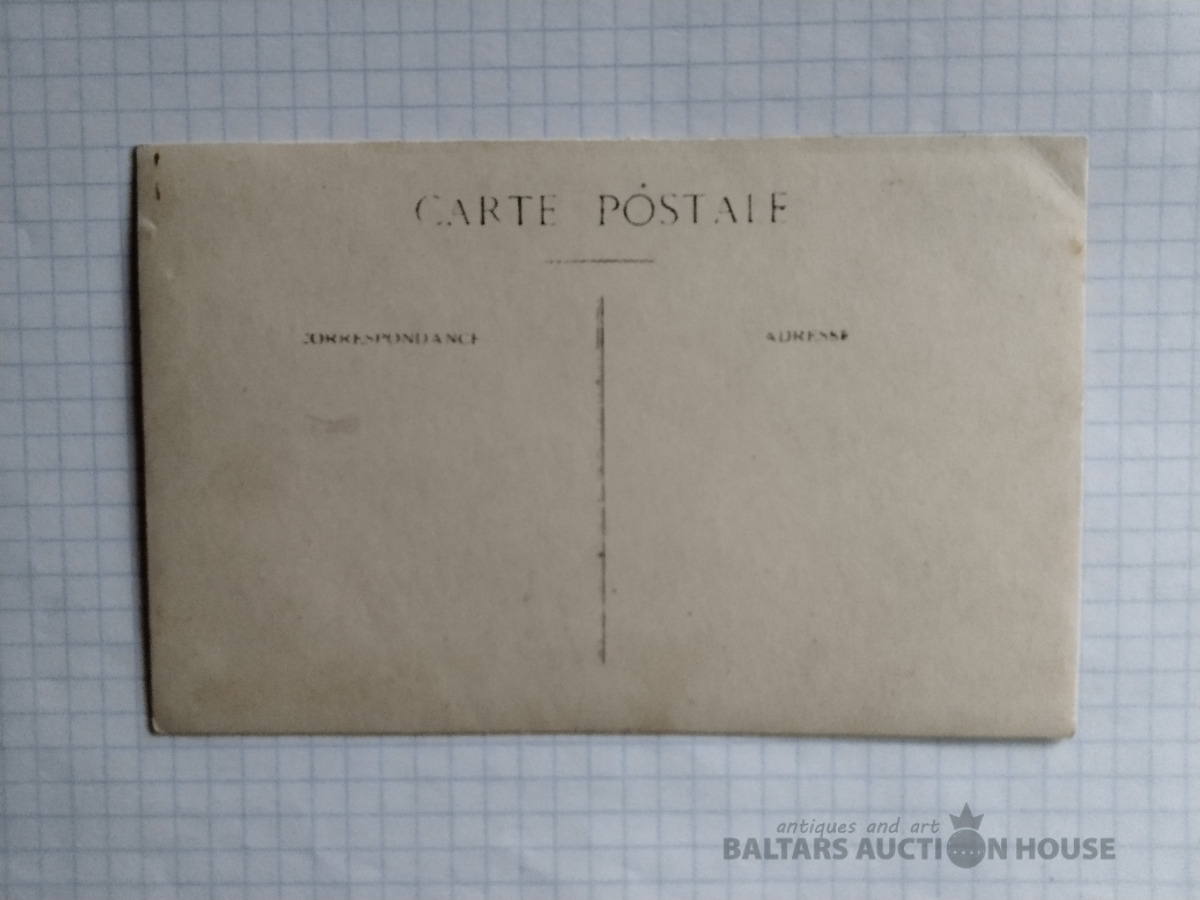 CARTE POSTALE
CORRESPONDANCE
ADRESSE
antiques and art
BALTARS AUCTION HOUSE